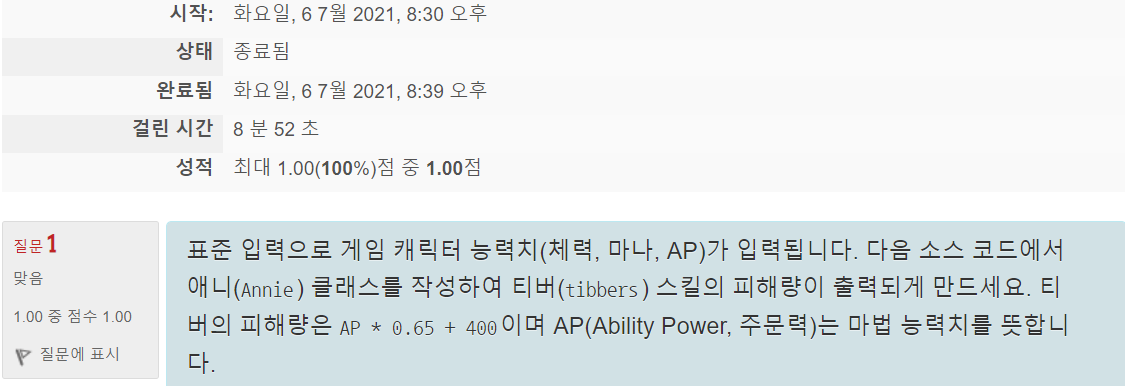 시작: 화요일, 6 7월 2021, 8:30 오후
상태 종료됨
완료됨 화요일, 6 7월 2021, 8:39 오후
걸린 시간 8 분 52 초
성적 최대 1.00(100%)점 중 1.00점
질문 1
맞음
1.00 중 점수 1.00
질문에 표시
표준 입력으로 게임 캐릭터 능력치(체력, 마나, AP)가 입력됩니다. 다음 소스 코드에서
애니(Annie) 클래스를 작성하여 티버(tibbers) 스킬의 피해량이 출력되게 만드세요. 티
버의 피해량은 AP * 0.65 + 400이며 AP(Ability Power, 주문력)는 마법 능력치를 뜻합니
다.